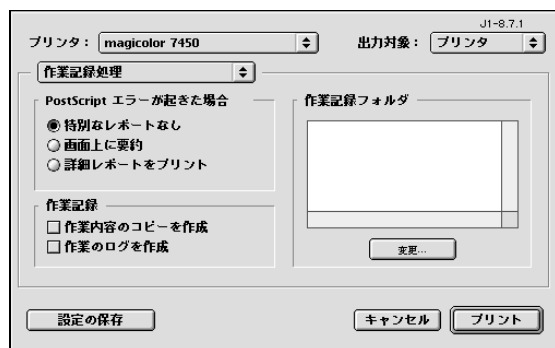 J1-8.7.1
プリンタ： magicolor 7450
出力対象： プリンタ
作業記録処理
PostScript エラーが起きた場合
特別なレポートなし
画面上に要約
詳細レポートをプリント
作業記録
作業内容のコピーを作成
作業のログを作成
作業記録フォルダ
変更...
設定の保存
キャンセル
プリント